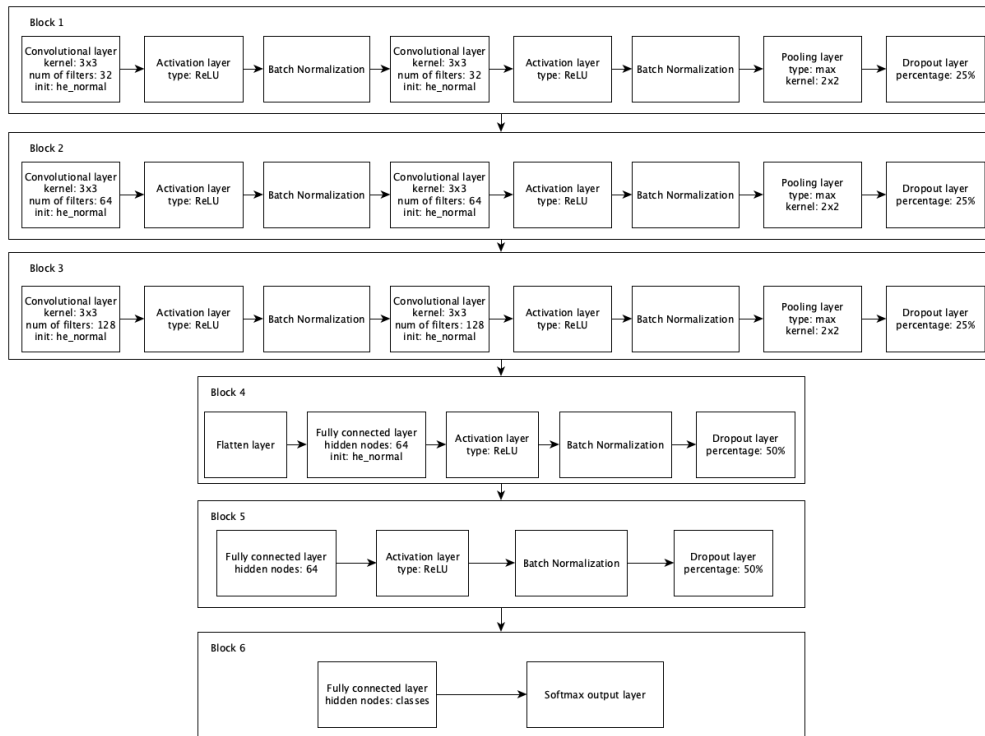 Block 1
Convolutional layer
kernel: 3x3
num of filters: 32
init: he_normal
Activation layer
type: ReLU
Batch Normalization
Convolutional layer
kernel: 3x3
num of filters: 32
init: he_normal
Activation layer
type: ReLU
Batch Normalization
Pooling layer
type: max
kernel: 2x2
Dropout layer
percentage: 25%
Block 2
Convolutional layer
kernel: 3x3
num of filters: 64
init: he_normal
Activation layer
type: ReLU
Batch Normalization
Convolutional layer
kernel: 3x3
num of filters: 64
init: he_normal
Activation layer
type: ReLU
Batch Normalization
Pooling layer
type: max
kernel: 2x2
Dropout layer
percentage: 25%
Block 3
Convolutional layer
kernel: 3x3
num of filters: 128
init: he_normal
Activation layer
type: ReLU
Batch Normalization
Convolutional layer
kernel: 3x3
num of filters: 128
init: he_normal
Activation layer
type: ReLU
Batch Normalization
Pooling layer
type: max
kernel: 2x2
Dropout layer
percentage: 25%
Block 4
Flatten layer
Fully connected layer
hidden nodes: 64
init: he_normal
Activation layer
type: ReLU
Batch Normalization
Dropout layer
percentage: 50%
Block 5
Fully connected layer
hidden nodes: 64
Activation layer
type: ReLU
Batch Normalization
Dropout layer
percentage: 50%
Block 6
Fully connected layer
hidden nodes: classes
Softmax output layer